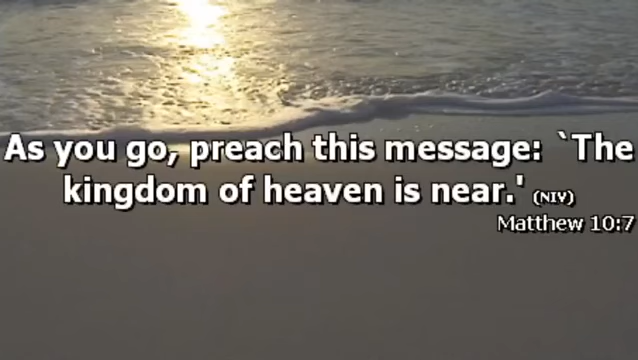 As you go, preach this message: `The
kingdom of heaven is near.' (NIV)
Matthew 10:7